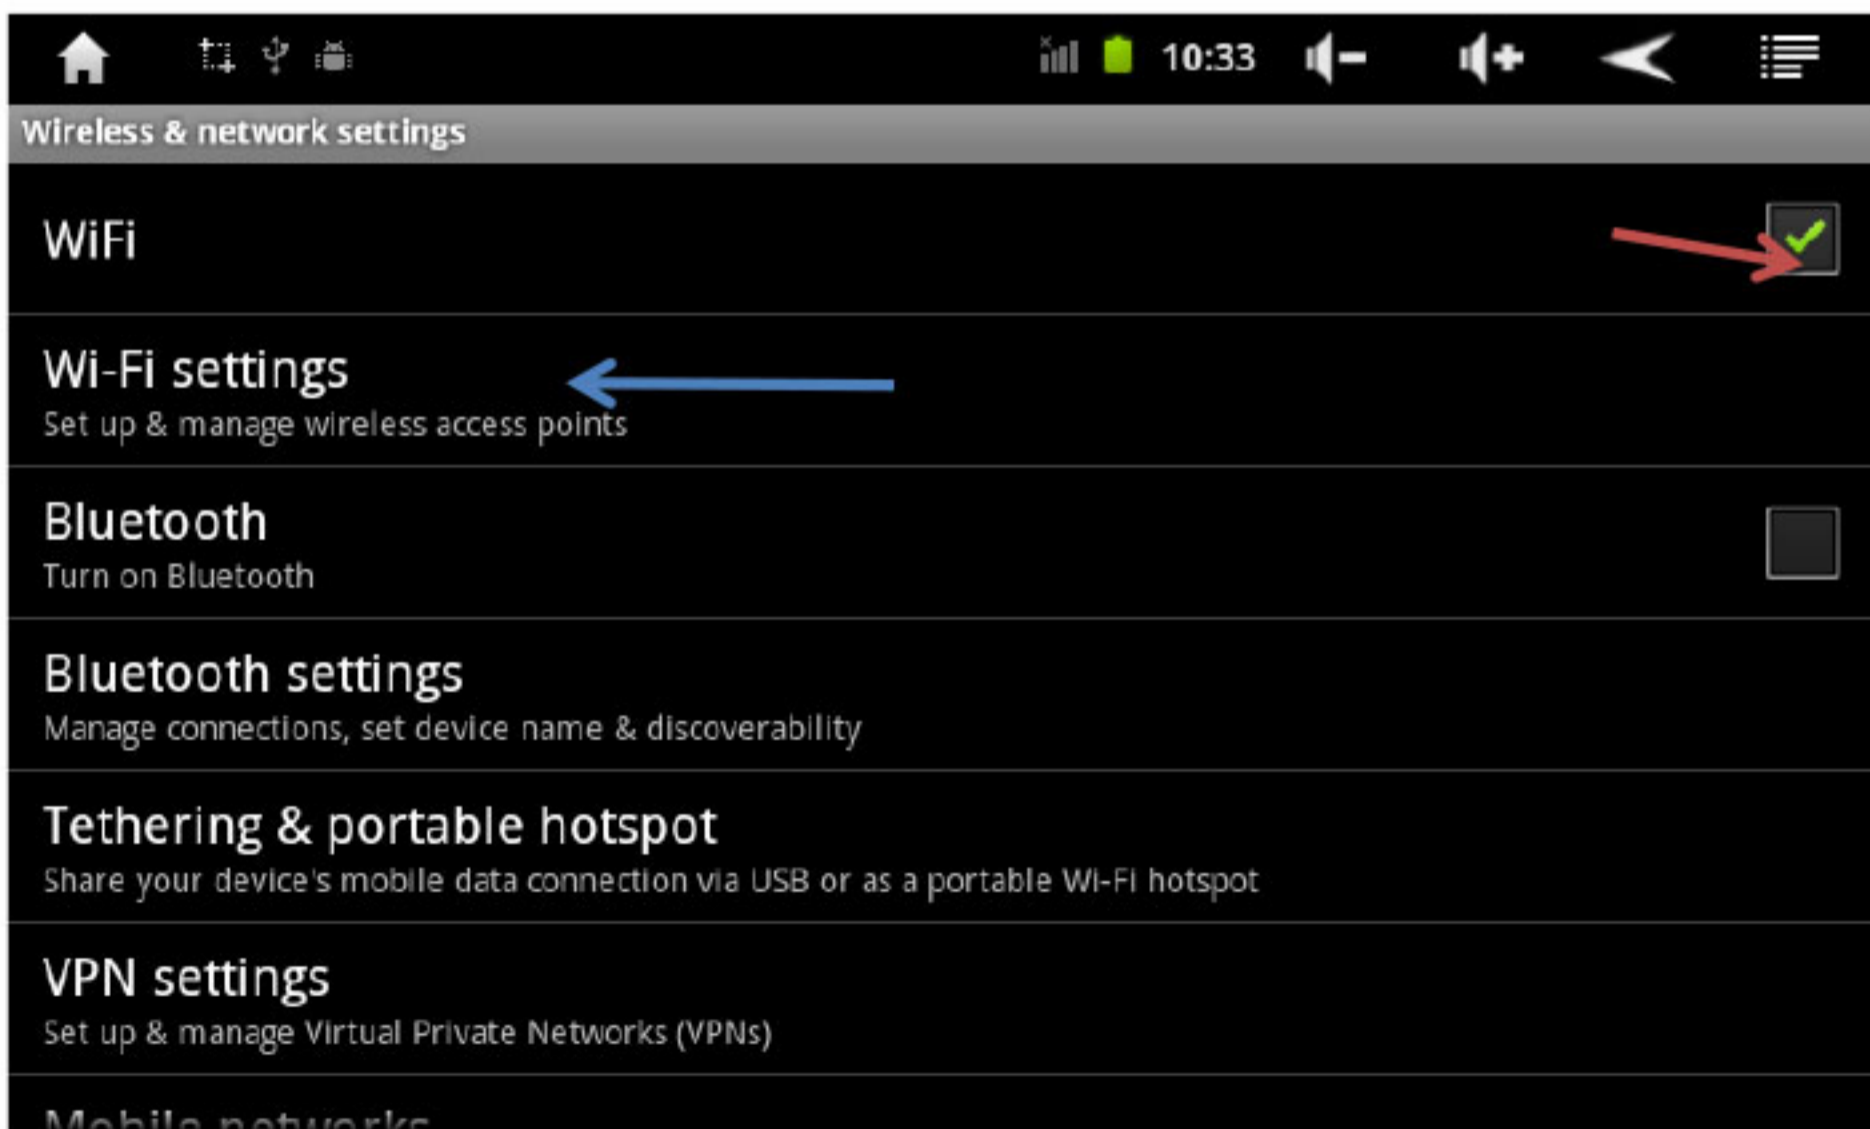 10:33
Wireless & network settings
WiFi
Wi-Fi settings
Set up & manage wireless access points
Bluetooth
Turn on Bluetooth
Bluetooth settings
Manage connections, set device name & discoverability
Tethering & portable hotspot
Share your device's mobile data connection via USB or as a portable Wi-Fi hotspot
VPN settings
Set up & manage Virtual Private Networks (VPNs)
Mobile networks